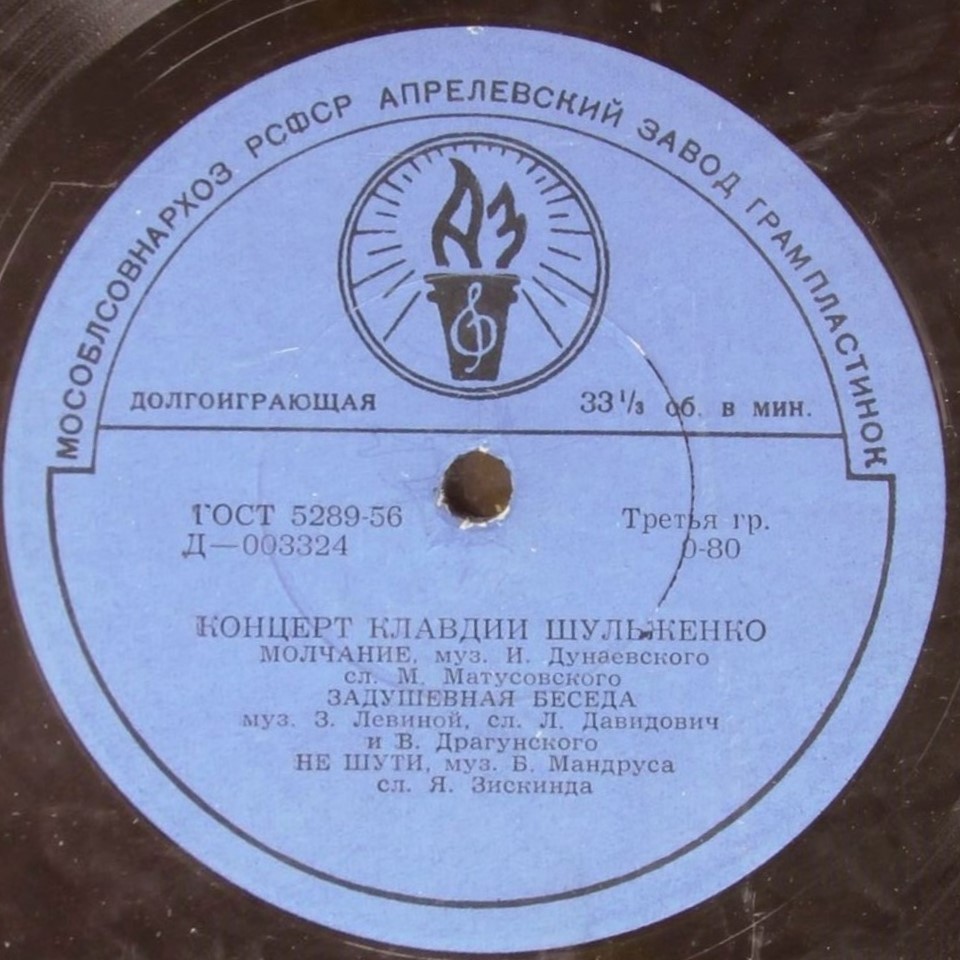 МОСОБЛСОВНАРХОЗ РСФСР АПРЕЛЕВСКИЙ ЗАВОД ГРАМПЛАСТИНОК
АЗ
ДОЛГОИГРАЮЩАЯ 33 1/3 об. в мин.
ГОСТ 5289-56 Третья гр.
Д—003324 0-80
КОНЦЕРТ КЛАВДИИ ШУЛЬЖЕНКО
МОЛЧАНИЕ, муз. И. Дунаевского
сл. М. Матусовского
ЗАДУШЕВНАЯ БЕСЕДА
муз. З. Левиной, сл. Л. Давидович
и В. Драгунского
НЕ ШУТИ, муз. Б. Мандруса
сл. Я. Зискинда